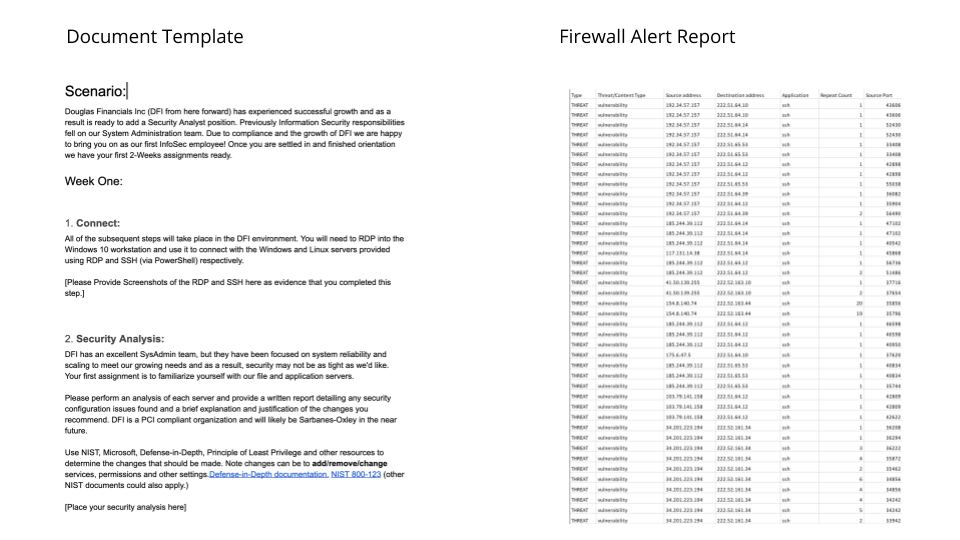 Document Template
Firewall Alert Report
Scenario:
Douglas Financials Inc (DFI from here forward) has experienced successful growth and as a
result is ready to add a Security Analyst position. Previously Information Security responsibilities
fell on our System Administration team. Due to compliance and the growth of DFI we are happy
to bring you on as our first InfoSec employee! Once you are settled in and finished orientation
we have your first 2-Weeks assignments ready.
Week One:
1. Connect:
All of the subsequent steps will take place in the DFI environment. You will need to RDP into the
Windows 10 workstation and use it to connect with the Windows and Linux servers provided
using RDP and SSH (via PowerShell) respectively.
[Please Provide Screenshots of the RDP and SSH here as evidence that you completed this
step.]
2. Security Analysis:
DFI has an excellent SysAdmin team, but they have been focused on system reliability and
scaling to meet our growing needs and as a result, security may not be as tight as we'd like.
Your first assignment is to familiarize yourself with our file and application servers.
Please perform an analysis of each server and provide a written report detailing any security
configuration issues found and a brief explanation and justification of the changes you
recommend. DFI is a PCI compliant organization and will likely be Sarbanes-Oxley in the near
future.
Use NIST, Microsoft, Defense-in-Depth, Principle of Least Privilege and other resources to
determine the changes that should be made. Note changes can be to add/remove/change
services, permissions and other settings.Defense-in-Depth documentation, NIST 800-123 (other
NIST documents could also apply.)
[Place your security analysis here]
Type Threat/Content Type Source address Destination address Application Repeat Count Source Port
THREAT vulnerability 192.34.57.157 222.51.64.10 ssh 1 43606
THREAT vulnerability 192.34.57.157 222.51.64.10 ssh 1 43606
THREAT vulnerability 192.34.57.157 222.51.64.14 ssh 1 52430
THREAT vulnerability 192.34.57.157 222.51.64.14 ssh 1 52430
THREAT vulnerability 192.34.57.157 222.51.65.53 ssh 1 33408
THREAT vulnerability 192.34.57.157 222.51.65.53 ssh 1 33408
THREAT vulnerability 192.34.57.157 222.51.64.12 ssh 1 42898
THREAT vulnerability 192.34.57.157 222.51.64.12 ssh 1 42898
THREAT vulnerability 192.34.57.157 222.51.65.53 ssh 1
THREAT vulnerability 192.34.57.157 222.51.64.39 ssh 1
THREAT vulnerability 192.34.57.157 222.51.64.12 ssh 1
THREAT vulnerability 192.34.57.157 222.51.64.39 ssh 2 56490
THREAT vulnerability 185.244.39.112 222.51.64.14 ssh 1 47102
THREAT vulnerability 185.244.39.112 222.51.64.14 ssh 1 47102
THREAT vulnerability 185.244.39.112 222.51.64.14 ssh 1 40542
THREAT vulnerability 117.131.14.38 222.51.64.14 ssh 1
THREAT vulnerability 185.244.39.112 222.51.64.12 ssh 1 56736
THREAT vulnerability 185.244.39.112 222.51.64.12 ssh 2 51486
THREAT vulnerability 222.52.163.10 ssh 1 37716
THREAT vulnerability 222.52.163.10 ssh 2 37654
THREAT vulnerability 154.8.140.74 222.52.163.44 ssh 20
THREAT vulnerability 154.8.140.74 222.52.163.44 ssh 35796
THREAT vulnerability 185.244.39.112 222.51.64.12 ssh 1 46598
THREAT vulnerability 185.244.39.112 222.51.64.12 ssh 1 46598
THREAT vulnerability 185.244.39.112 222.51.64.12 ssh 1
THREAT vulnerability 175.6.47.5 222.51.64.10 ssh 1 37620
THREAT vulnerability 185.244.39.112 222.51.65.53 ssh 1 40834
THREAT vulnerability 185.244.39.112 222.51.65.53 ssh 1 40834
THREAT vulnerability 185.244.39.112 222.51.65.53 ssh 1 35744
THREAT vulnerability 103.79.141.158 222.51.64.12 ssh 1 42809
THREAT vulnerability 103.79.141.158 222.51.64.12 ssh 1 42809
THREAT vulnerability 103.79.141.158 222.51.64.12 ssh 1 42622
THREAT vulnerability 34.201.223.194 222.52.161.34 ssh 1 36298
THREAT vulnerability 34.201.223.194 222.52.161.34 ssh 1 36294
THREAT vulnerability 34.201.223.194 222.52.161.34 ssh 3 36222
THREAT vulnerability 34.201.223.194 222.52.161.34 ssh 4 35872
THREAT vulnerability 34.201.223.194 222.52.161.34 ssh 2 35462
THREAT vulnerability 34.201.223.194 222.52.161.34 ssh 6 34856
THREAT vulnerability 34.201.223.194 222.52.161.34 ssh 4 34856
THREAT vulnerability 34.201.223.194 222.52.161.34 ssh 4 34242
THREAT vulnerability 34.201.223.194 222.52.161.34 ssh 5 34242
THREAT vulnerability 34.201.223.194 222.52.161.34 ssh 2 33942